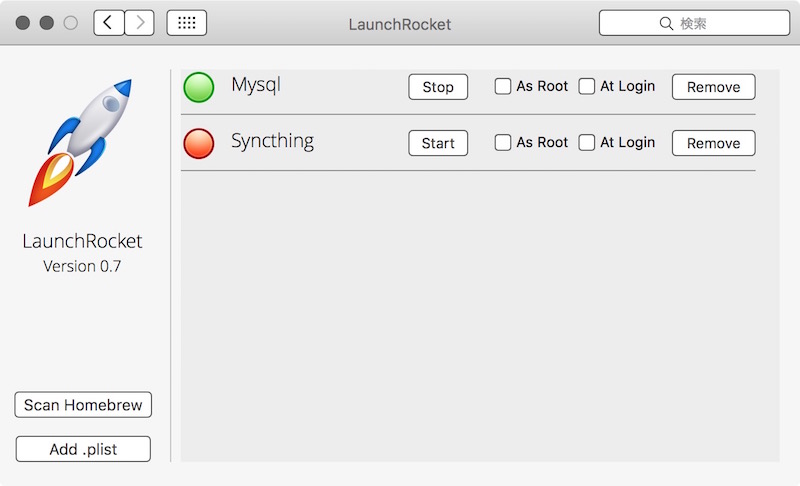 LaunchRocket
検索
Mysql
Stop
As Root
At Login
Remove
Syncthing
Start
As Root
At Login
Remove
LaunchRocket
Version 0.7
Scan Homebrew
Add .plist